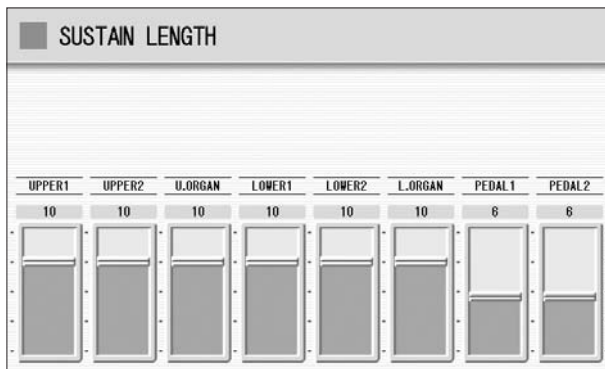 SUSTAIN LENGTH
UPPER1 UPPER2 U.ORGAN LOWER1 LOWER2 L.ORGAN PEDAL1 PEDAL2
10 10 10 10 10 10 6 6